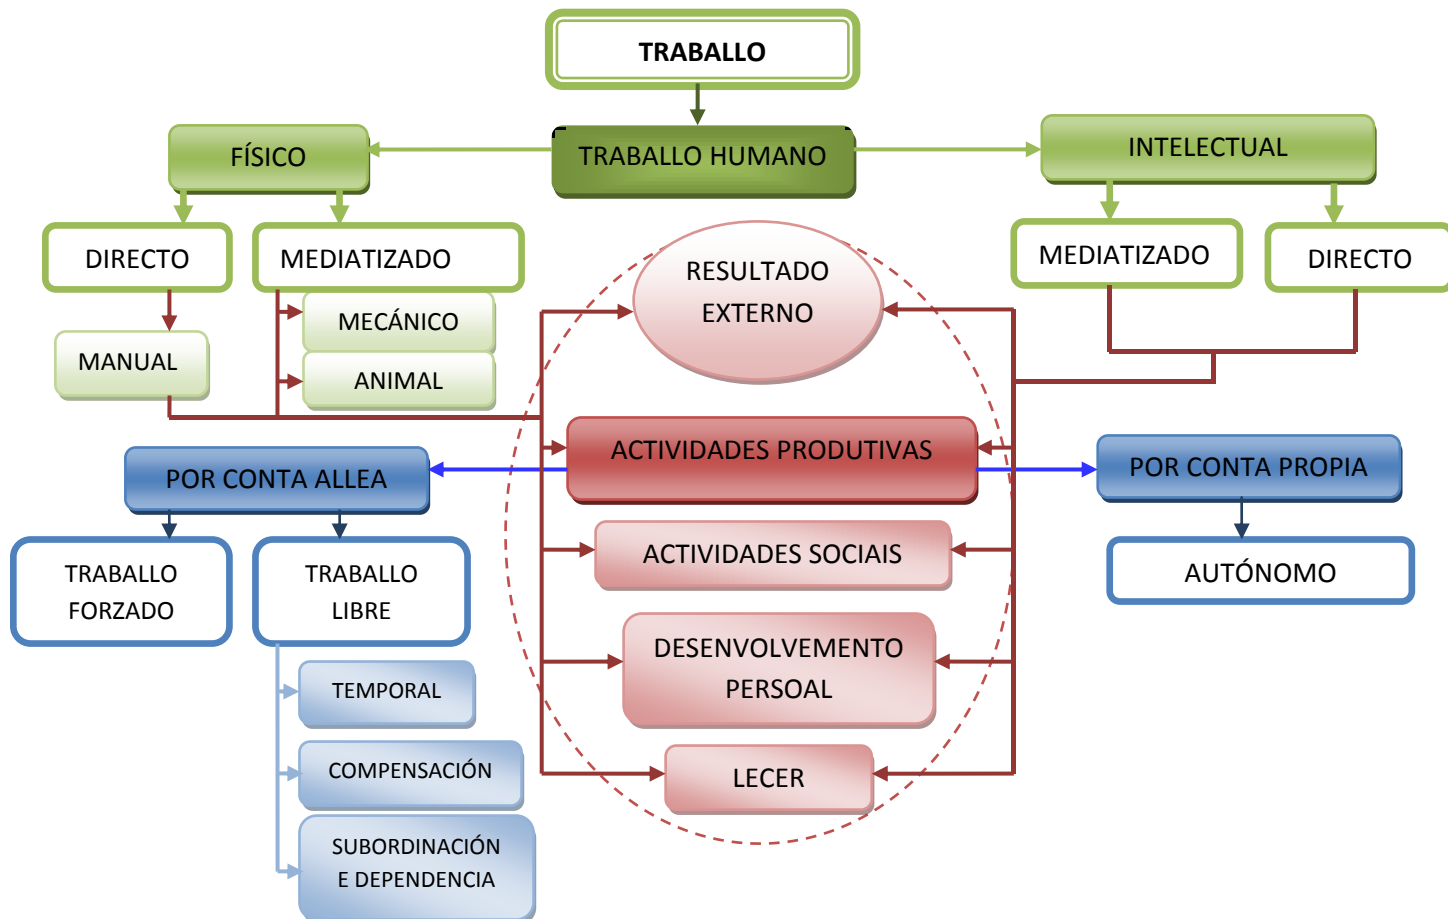 TRABALLO
FÍSICO
TRABALLO HUMANO
INTELECTUAL
DIRECTO
MEDIATIZADO
MEDIATIZADO
DIRECTO
RESULTADO
EXTERNO
MECÁNICO
MANUAL
ANIMAL
ACTIVIDADES PRODUTIVAS
POR CONTA ALLEA
POR CONTA PROPIA
TRABALLO
FORZADO
TRABALLO
LIBRE
ACTIVIDADES SOCIAIS
AUTÓNOMO
DESENVOLVEMENTO
PERSOAL
TEMPORAL
COMPENSACIÓN
LECER
SUBORDINACIÓN
E DEPENDENCIA